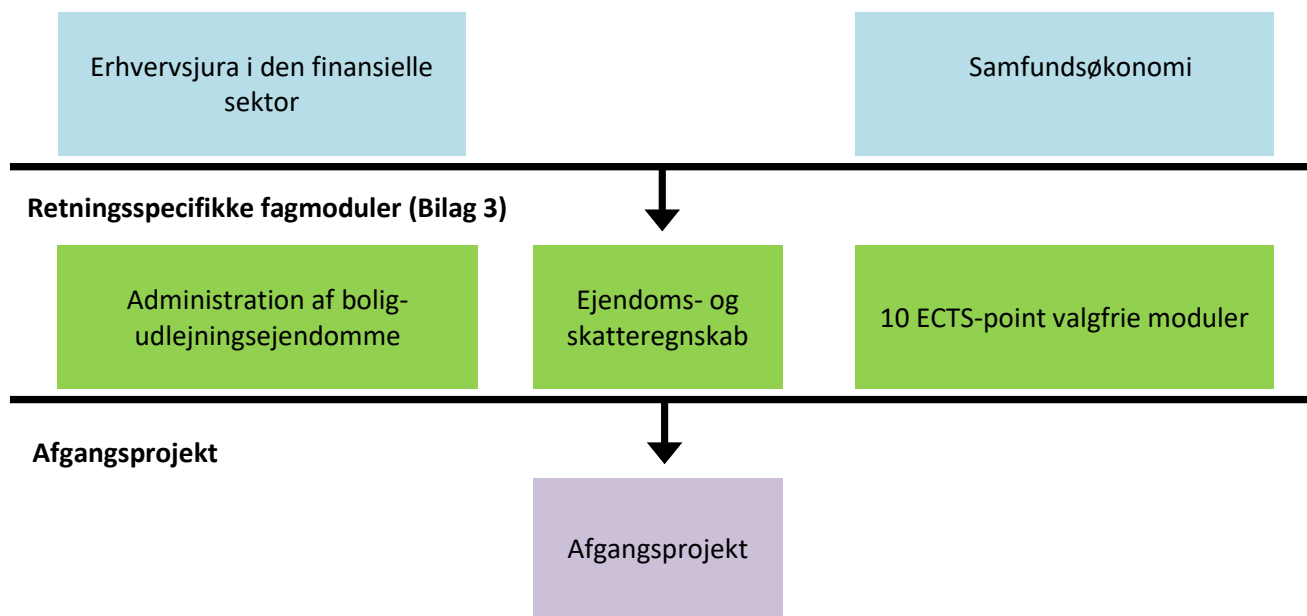 Erhvervsjura i den finansielle
sektor
Samfundsøkonomi
Retningsspecifikke fagmoduler (Bilag 3)
Administration af bolig-
udlejningsejendomme
Ejendoms- og
skatteregnskab
10 ECTS-point valgfrie moduler
Afgangsprojekt
Afgangsprojekt